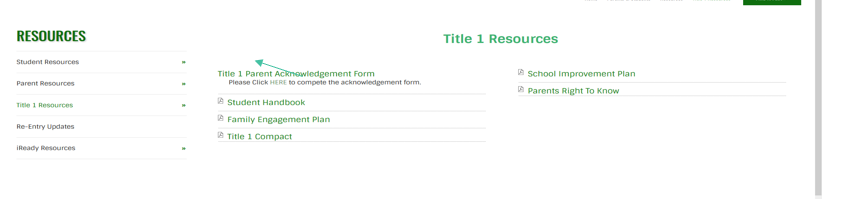 RESOURCES
Student Resources »
Parent Resources »
Title 1 Resources »
Re-Entry Updates
iReady Resources »
Title 1 Resources
Title 1 Parent Acknowledgement Form
Please Click HERE to compete the acknowledgement form.
Student Handbook
Family Engagement Plan
Title 1 Compact
School Improvement Plan
Parents Right To Know